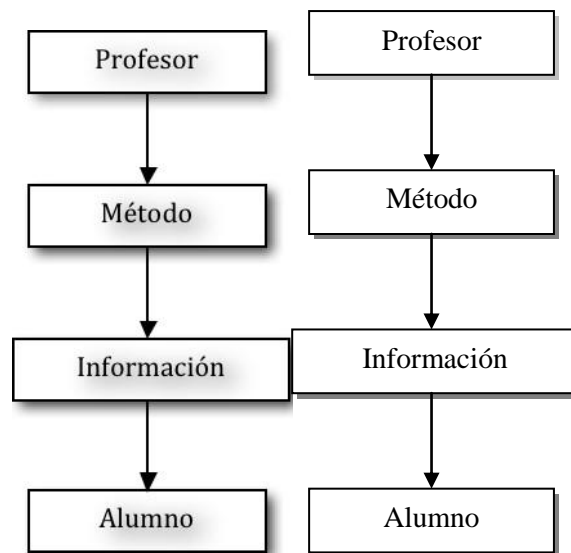 Profesor
Método
Información
Alumno
Profesor
Método
Información
Alumno